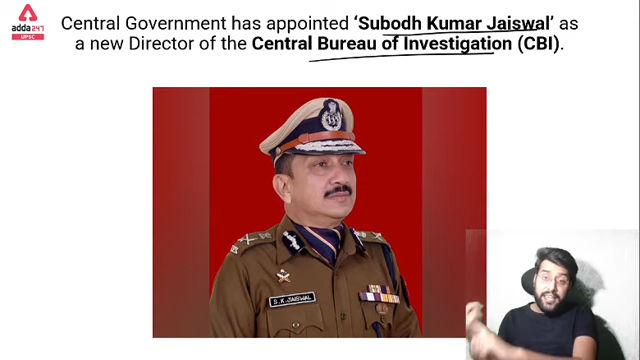 adda247
UPSC
Central Government has appointed ‘Subodh Kumar Jaiswal’ as
a new Director of the Central Bureau of Investigation (CBI).
S.K.JAISWAL